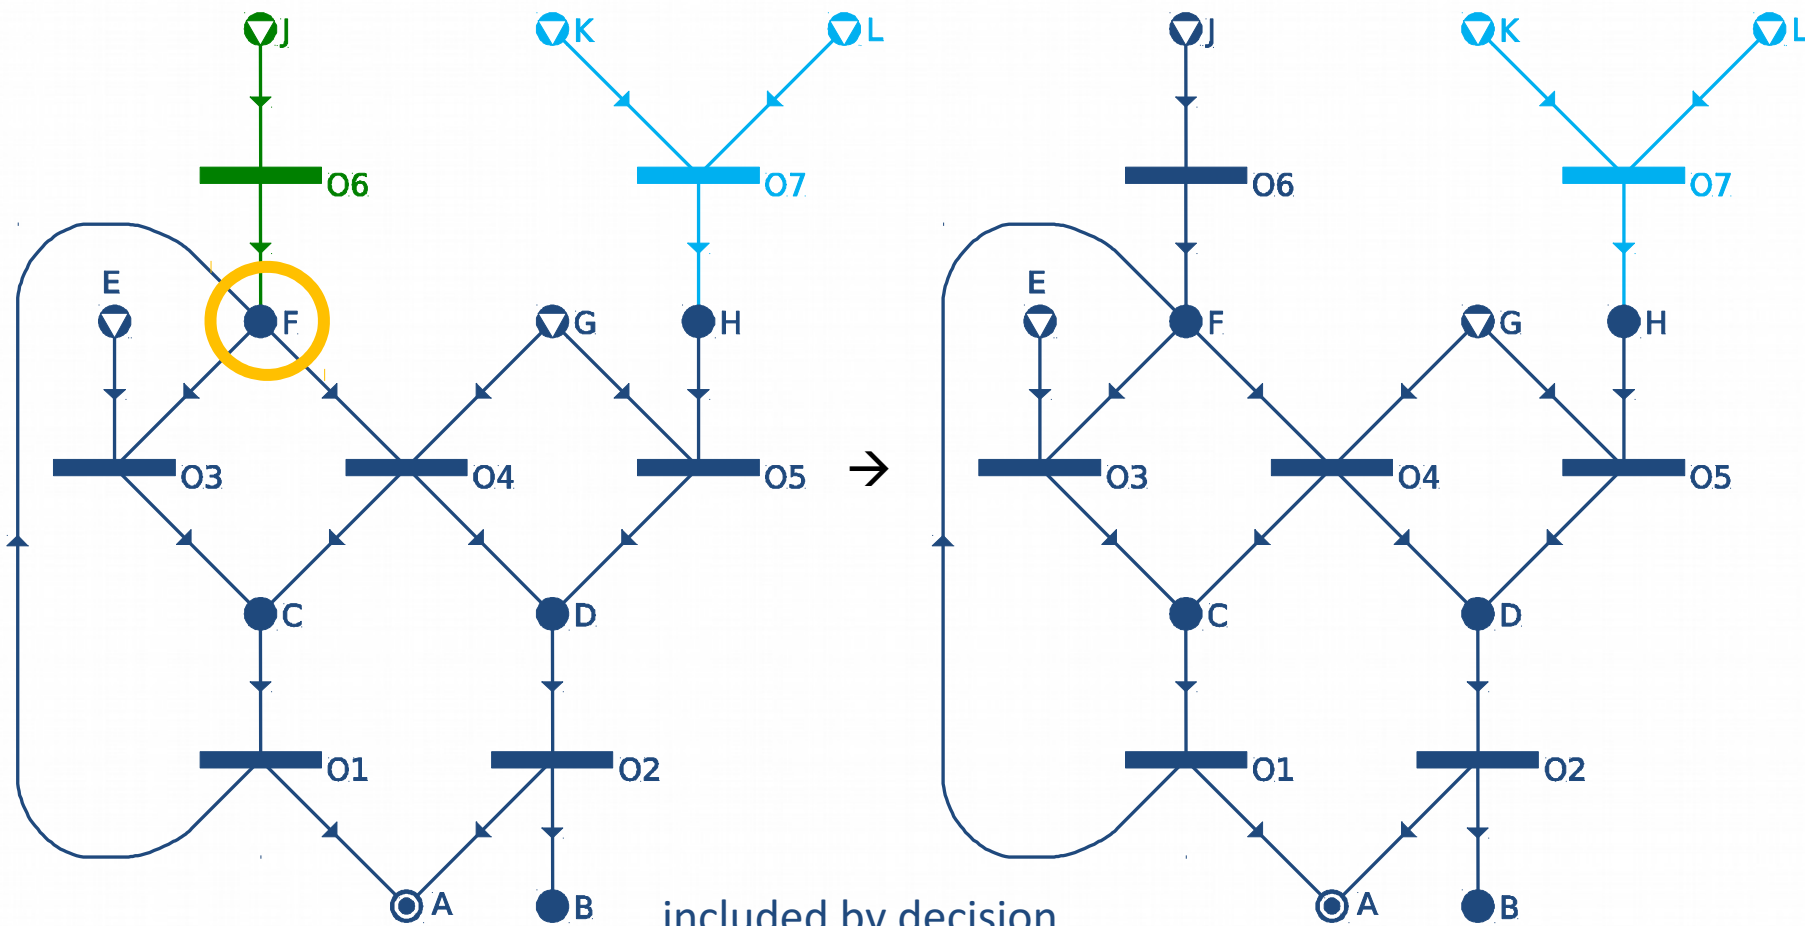 J K L J K L
O6 O7 O6 O7
E F G H E F G H
O3 O4 O5 → O3 O4 O5
C D C D
O1 O2 O1 O2
A B A B
included by decision